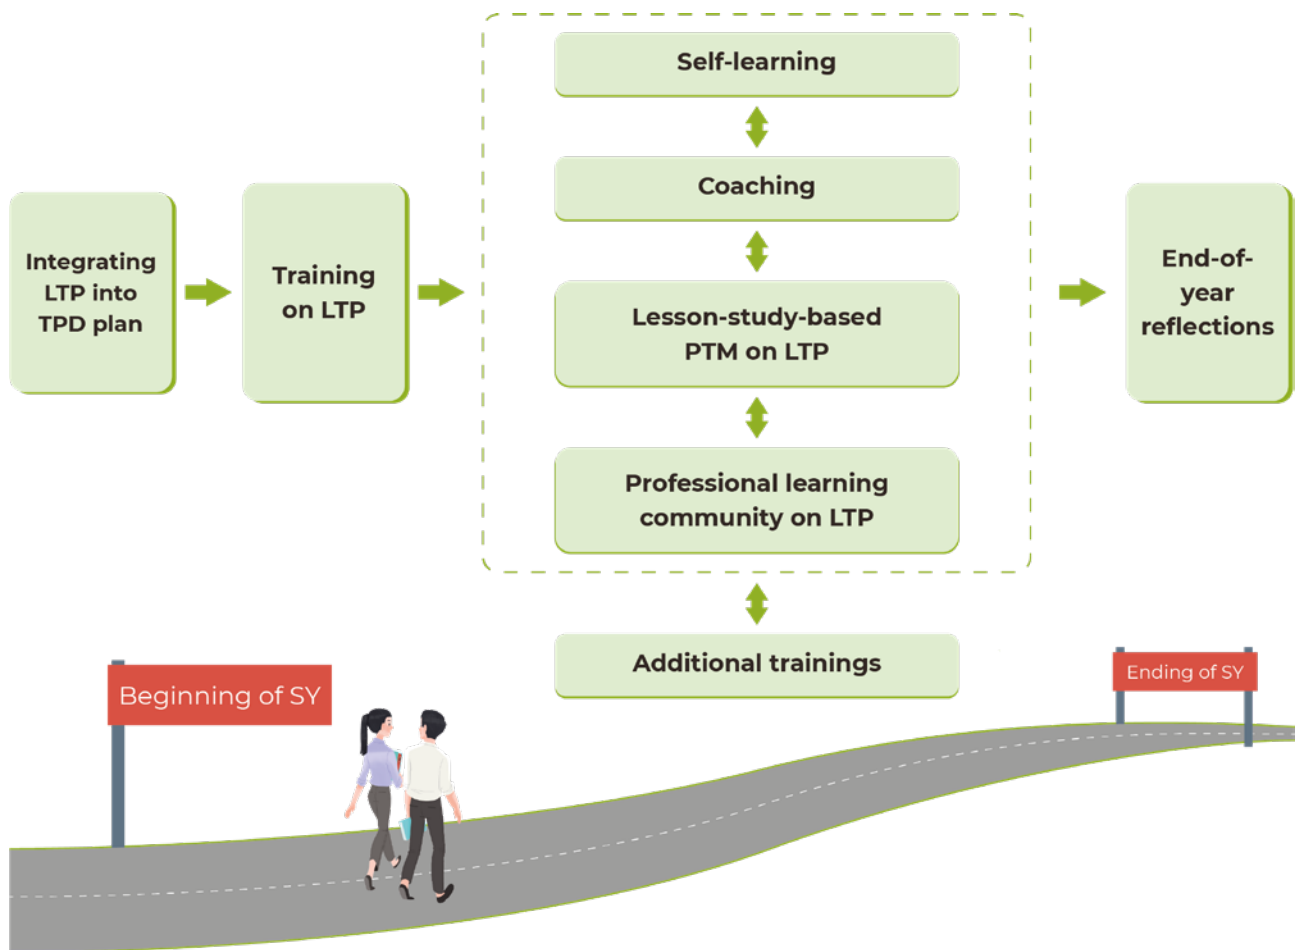 Integrating
LTP into
TPD plan
Training
on LTP
Self-learning
Coaching
Lesson-study-based
PTM on LTP
Professional learning
community on LTP
Additional trainings
End-of-
year
reflections
Beginning of SY
Ending of SY